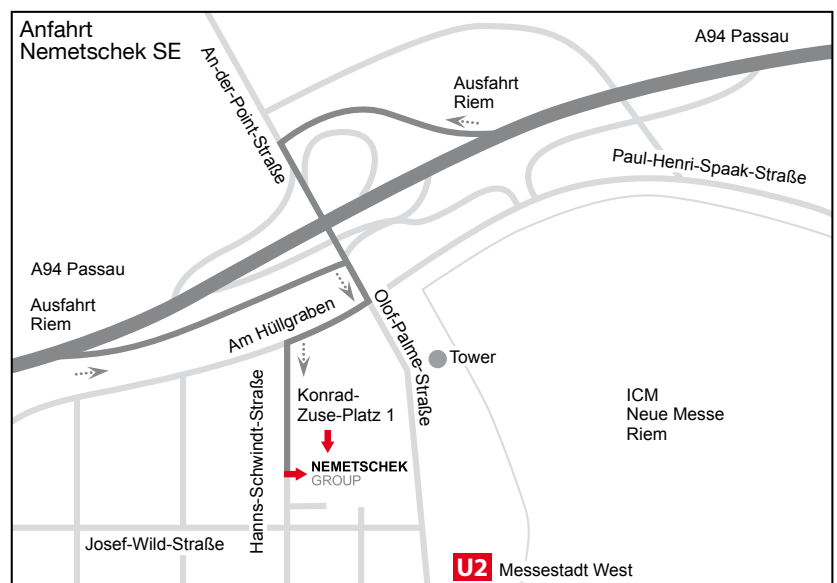 Anfahrt
Nemetschek SE
An-der-Point-Straße
A94 Passau
Ausfahrt
Riem
Paul-Henri-Spaak-Straße
A94 Passau
Ausfahrt
Riem
Am Hüllgraben
Olof-Palme-Straße
Tower
Hanns-Schwindt-Straße
Konrad-
Zuse-Platz 1
ICM
Neue Messe
Riem
NEMETSCHEK
GROUP
Josef-Wild-Straße
U2 Messestadt West